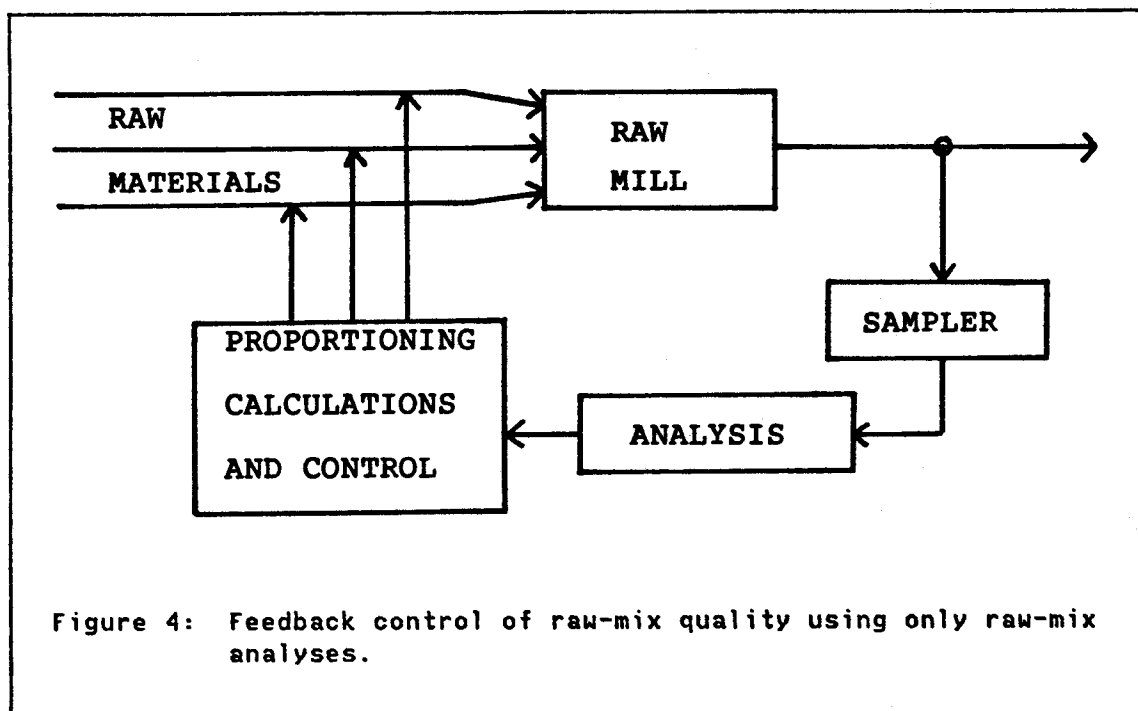 RAW
MATERIALS
RAW
MILL
SAMPLER
ANALYSIS
PROPORTIONING
CALCULATIONS
AND CONTROL
Figure 4: Feedback control of raw-mix quality using only raw-mix
analyses.